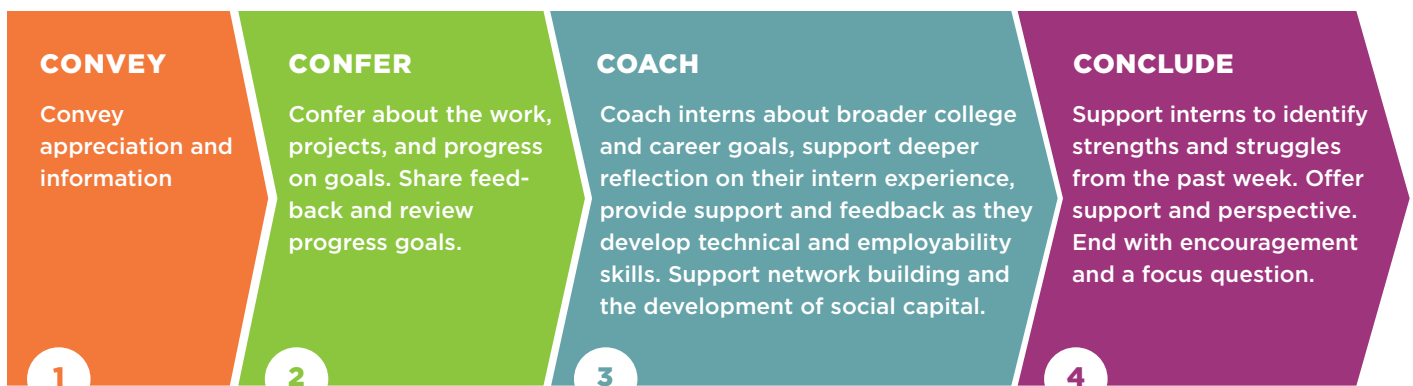 CONVEY
Convey
appreciation and
information
1
CONFER
Confer about the work,
projects, and progress
on goals. Share feed-
back and review
progress goals.
2
COACH
Coach interns about broader college
and career goals, support deeper
reflection on their intern experience,
provide support and feedback as they
develop technical and employability
skills. Support network building and
the development of social capital.
3
CONCLUDE
Support interns to identify
strengths and struggles
from the past week. Offer
support and perspective.
End with encouragement
and a focus question.
4